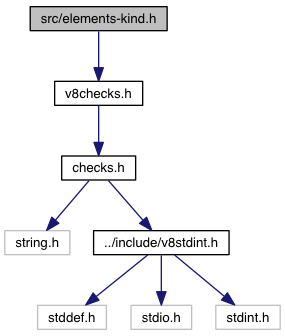 src/elements-kind.h
v8checks.h
checks.h
string.h
../include/v8stdint.h
stddef.h
stdio.h
stdint.h